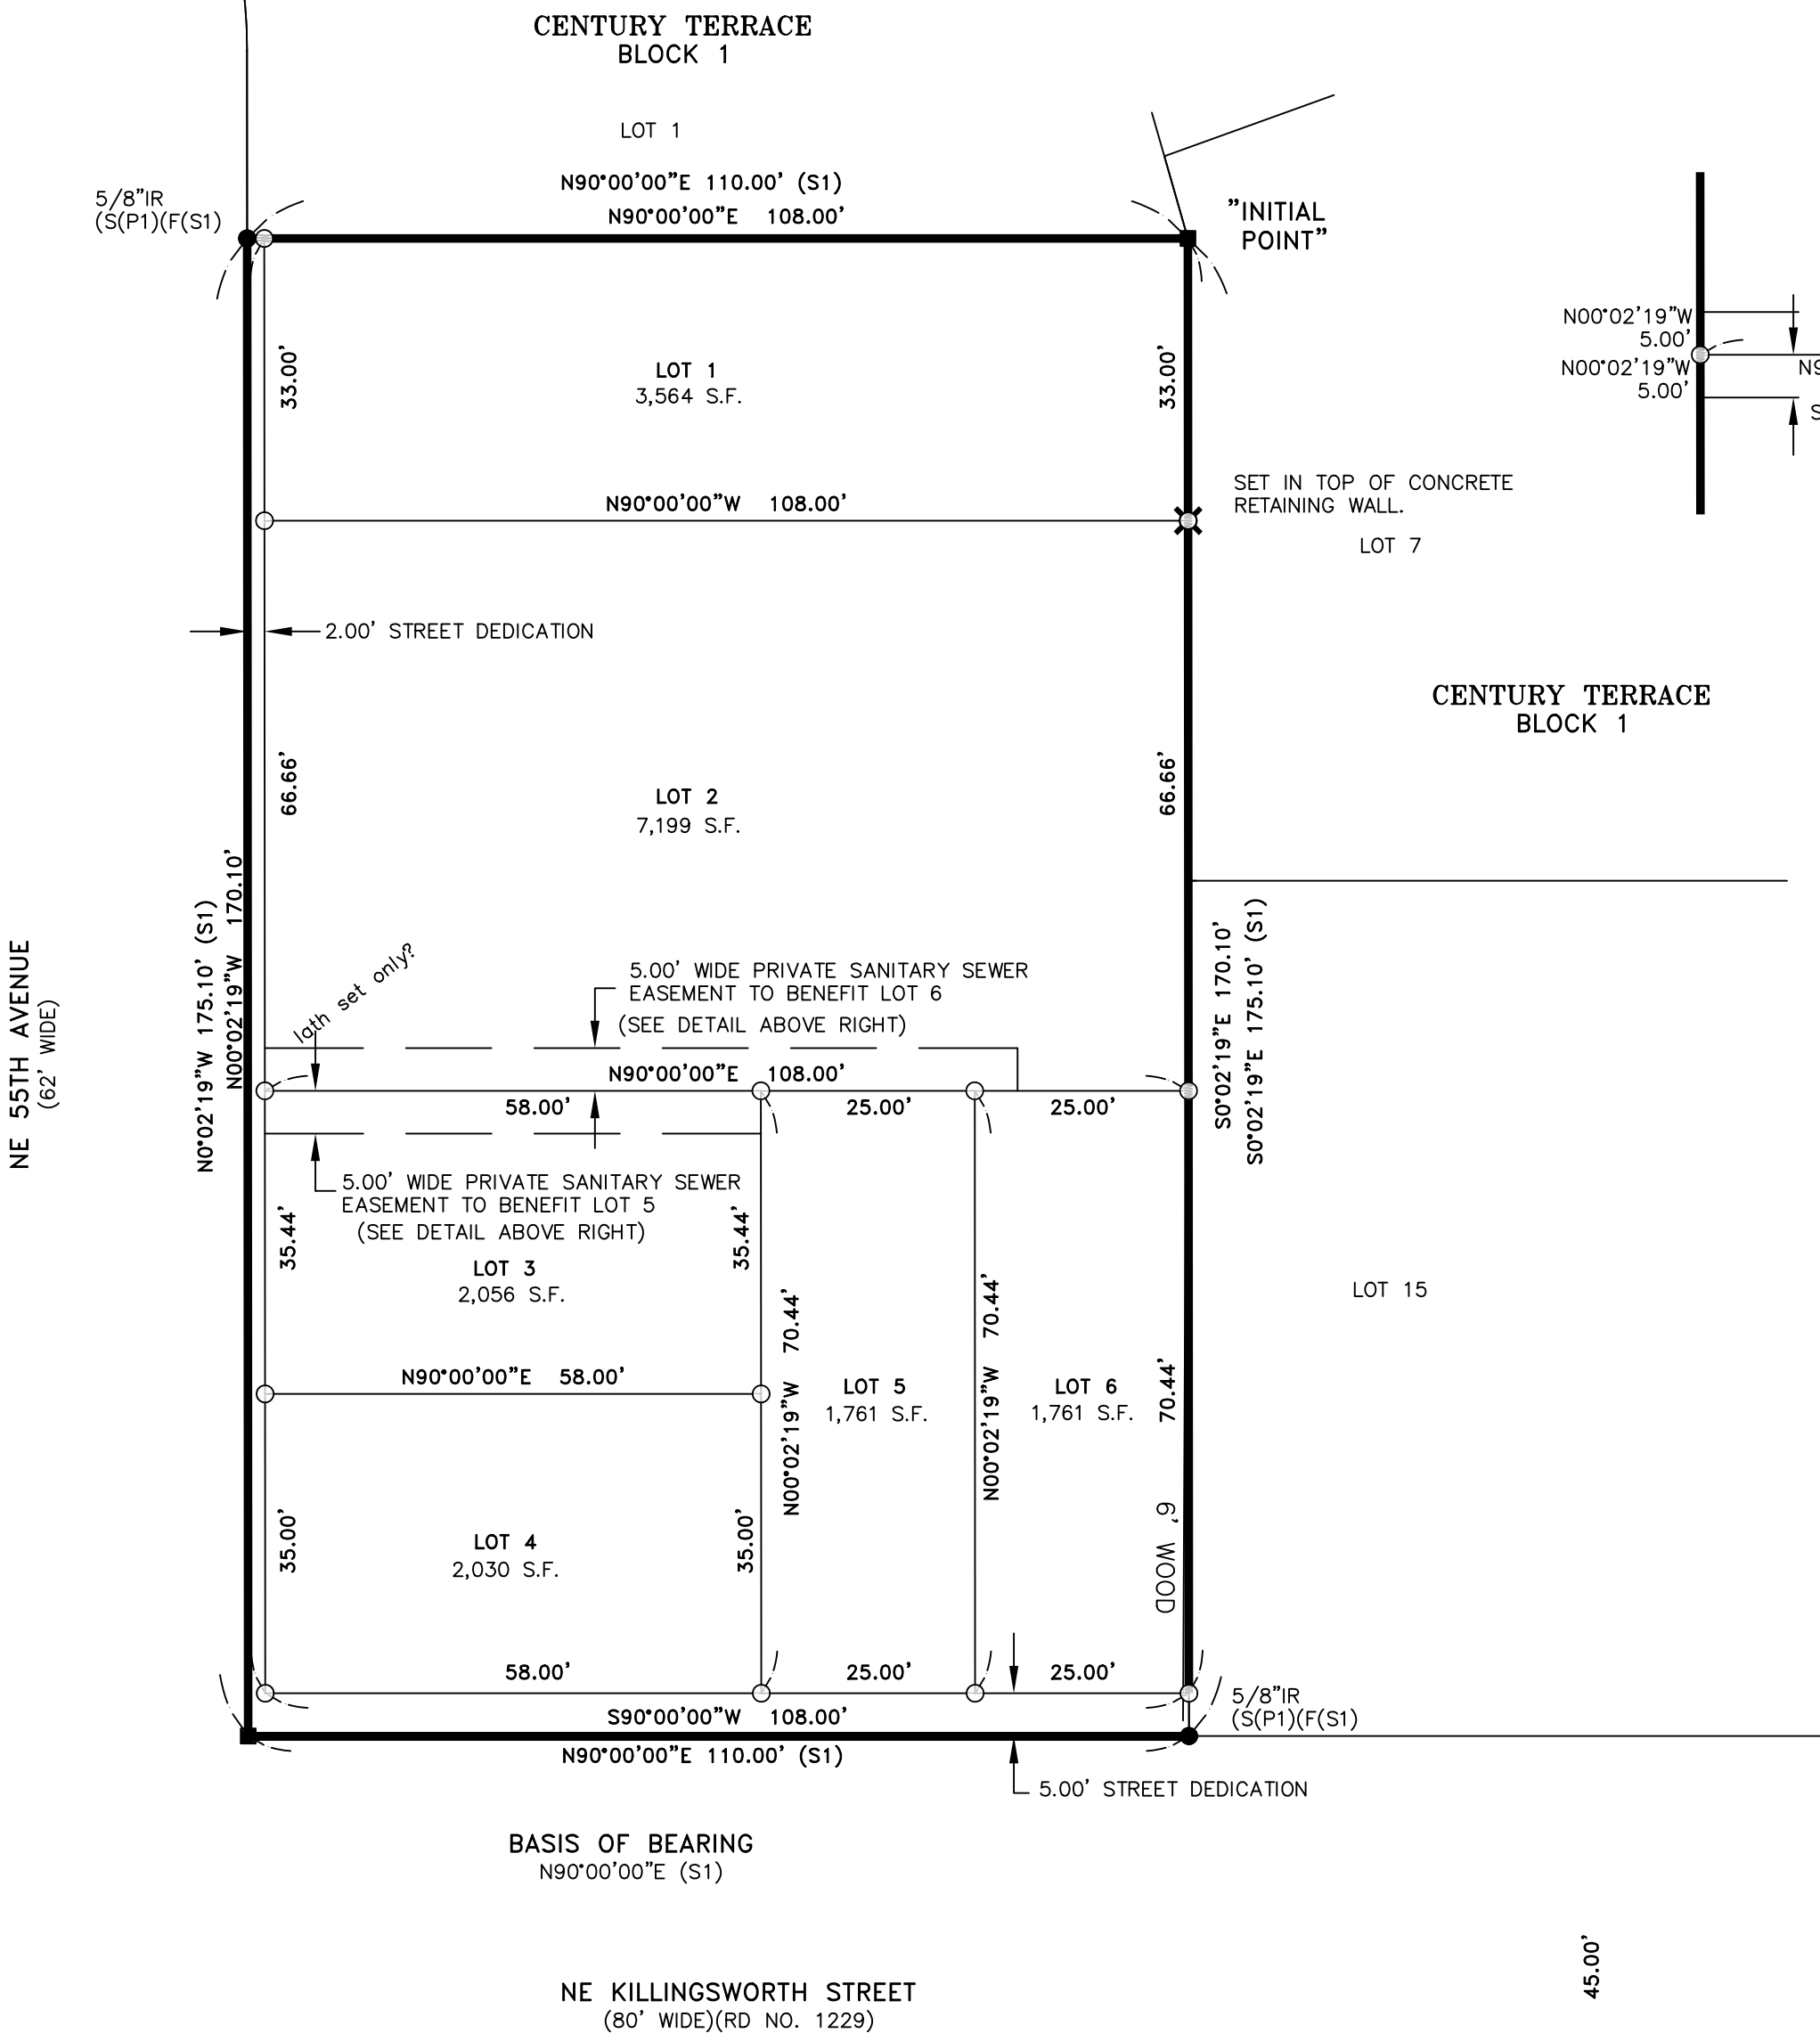 CENTURY TERRACE
BLOCK 1
LOT 1
N90°00'00"E 110.00' (S1)
N90°00'00"E 108.00'
5/8"IR
(S(P1)(F(S1)
"INITIAL
POINT"
33.00'
LOT 1
3,564 S.F.
33.00'
N00°02'19"W
5.00'
N00°02'19"W
5.00'
N9
S
N90°00'00"W 108.00'
SET IN TOP OF CONCRETE
RETAINING WALL.
LOT 7
2.00' STREET DEDICATION
CENTURY TERRACE
BLOCK 1
66.66'
LOT 2
7,199 S.F.
66.66'
NE 55TH AVENUE
(62' WIDE)
N0°02'19"W 175.10' (S1)
N00°02'19"W 170.10'
lath set only?
5.00' WIDE PRIVATE SANITARY SEWER
EASEMENT TO BENEFIT LOT 6
(SEE DETAIL ABOVE RIGHT)
S0°02'19"E 170.10'
S0°02'19"E 175.10' (S1)
N90°00'00"E 108.00'
58.00'
25.00'
25.00'
5.00' WIDE PRIVATE SANITARY SEWER
EASEMENT TO BENEFIT LOT 5
(SEE DETAIL ABOVE RIGHT)
35.44'
35.44'
LOT 3
2,056 S.F.
LOT 15
N90°00'00"E 58.00'
N00°02'19"W 70.44'
LOT 5
1,761 S.F.
N00°02'19"W 70.44'
LOT 6
1,761 S.F.
70.44'
6' WOOD
35.00'
LOT 4
2,030 S.F.
35.00'
58.00'
25.00'
25.00'
S90°00'00"W 108.00'
5/8"IR
(S(P1)(F(S1)
N90°00'00"E 110.00' (S1)
5.00' STREET DEDICATION
BASIS OF BEARING
N90°00'00"E (S1)
45.00'
NE KILLINGSWORTH STREET
(80' WIDE)(RD NO. 1229)